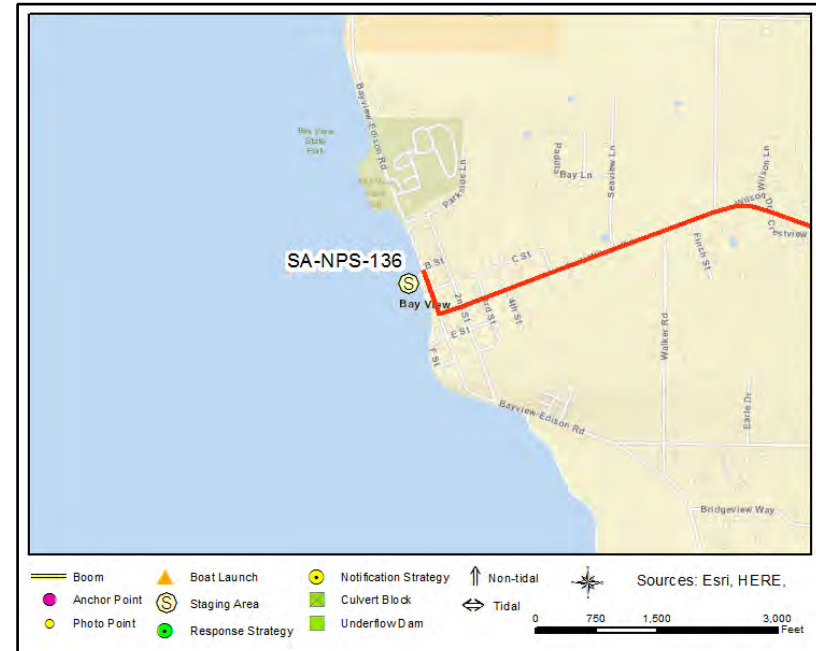 Bayview-Edison Rd
Bay View
State
Park
Parkside Ln
Padilla
Bay Ln
Seaview Ln
Wilson Ln
Wilson
Dr
Crestview
Finch St
SA-NPS-136
S
B St
C St
Bay View
2nd St
3rd St
4th St
E St
F St
Walker Rd
Bayview-Edison Rd
Earle Dr
Bridgeview Way
Boom
Boat Launch
Notification Strategy
Non-tidal
Sources: Esri, HERE,
Anchor Point
S Staging Area
Culvert Block
Tidal
Photo Point
Response Strategy
Underflow Dam
0 750 1,500 3,000
Feet